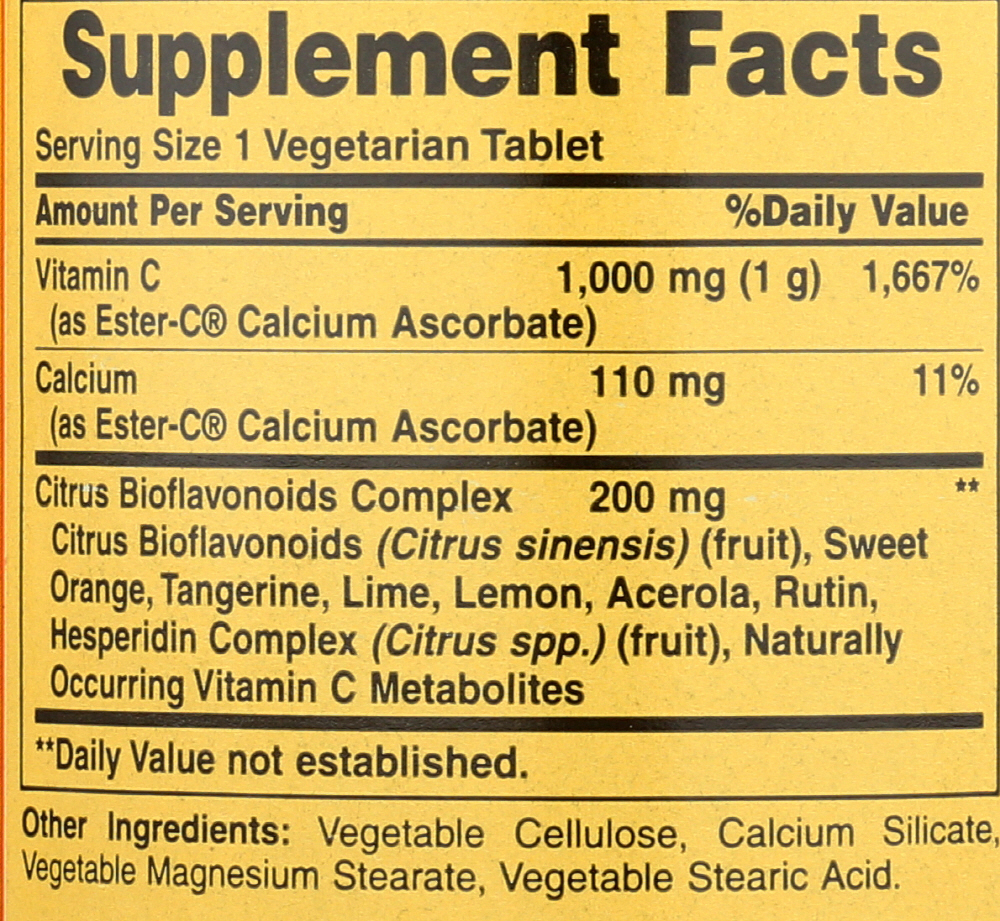 Supplement Facts
Serving Size 1 Vegetarian Tablet
Amount Per Serving %Daily Value
Vitamin C 1,000 mg (1 g) 1,667%
(as Ester-C® Calcium Ascorbate)
Calcium 110 mg 11%
(as Ester-C® Calcium Ascorbate)
Citrus Bioflavonoids Complex 200 mg **
Citrus Bioflavonoids (Citrus sinensis) (fruit), Sweet
Orange, Tangerine, Lime, Lemon, Acerola, Rutin,
Hesperidin Complex (Citrus spp.) (fruit), Naturally
Occurring Vitamin C Metabolites
**Daily Value not established.
Other Ingredients: Vegetable Cellulose, Calcium Silicate,
Vegetable Magnesium Stearate, Vegetable Stearic Acid.